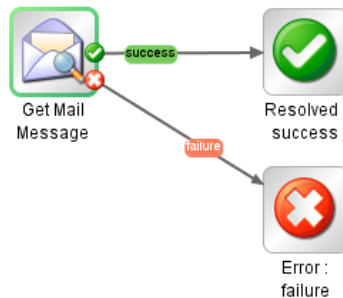 success
Get Mail
Message
Resolved
success
failure
Error :
failure